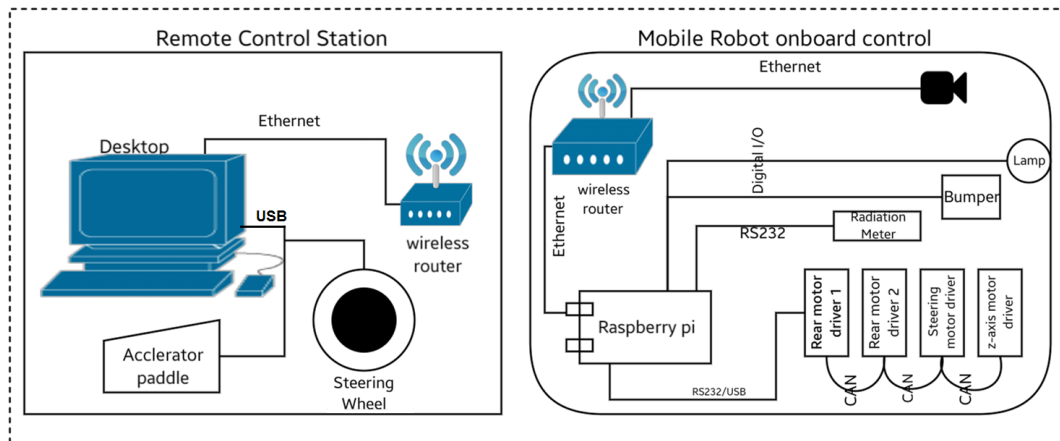 Remote Control Station
Mobile Robot onboard control
Desktop
Ethernet
USB
wireless
router
Acclerator
paddle
Steering
Wheel
Ethernet
wireless
router
Ethernet
Digital I/O
Lamp
Bumper
RS232
Radiation
Meter
Raspberry pi
RS232/USB
Rear motor
driver 1
Rear motor
driver 2
Steering
motor driver
z-axis motor
driver
CAN
CAN
CAN